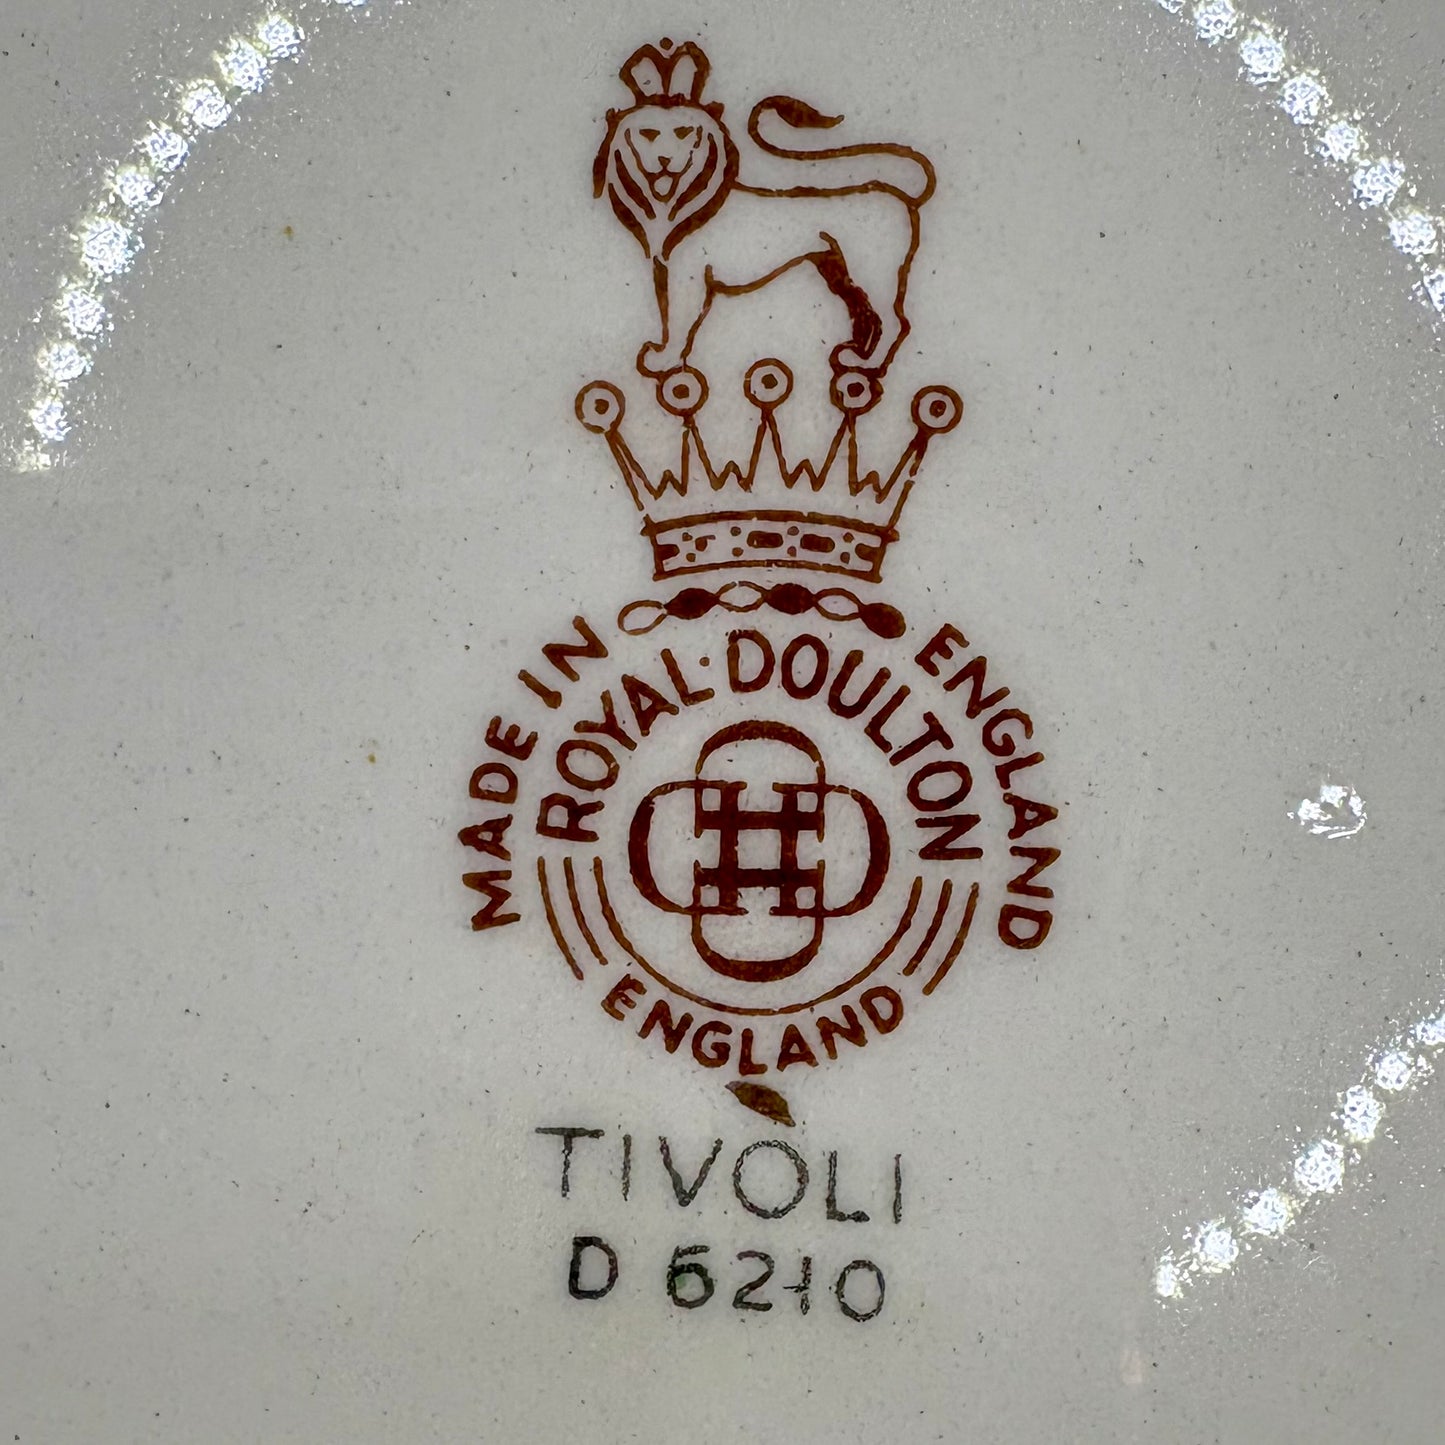 MADE IN ENGLAND
ROYAL·DOULTON
ENGLAND
TIVOLI
D 6210